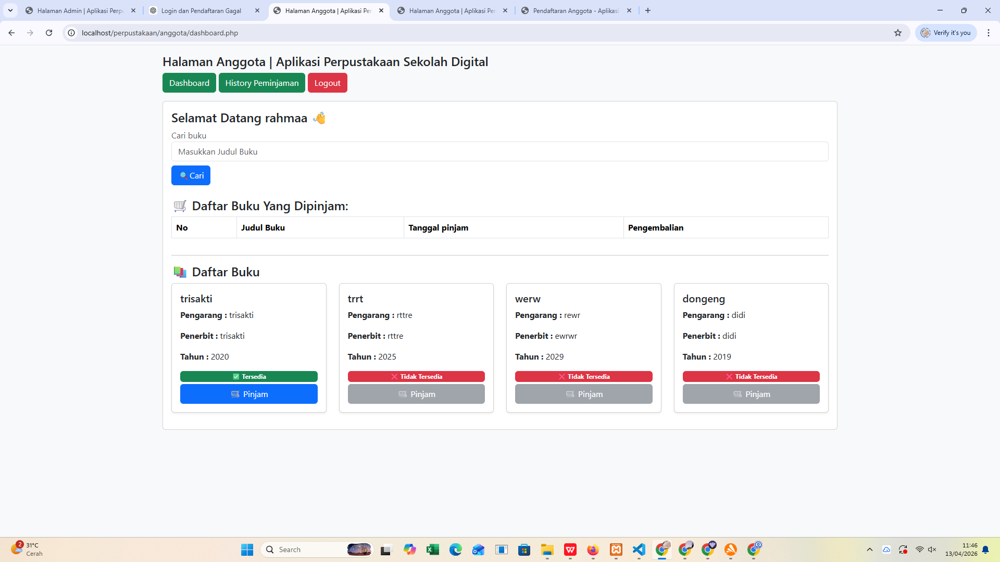 Halaman Admin | Aplikasi Perpu
Login dan Pendaftaran Gagal
Halaman Anggota | Aplikasi Per
Halaman Anggota | Aplikasi Per
Pendaftaran Anggota - Aplikasi
localhost/perpustakaan/anggota/dashboard.php
Verify it's you
Halaman Anggota | Aplikasi Perpustakaan Sekolah Digital
Dashboard History Peminjaman Logout
Selamat Datang rahmaa 👋
Cari buku
Masukkan Judul Buku
🔍 Cari
🛒 Daftar Buku Yang Dipinjam:
No Judul Buku Tanggal pinjam Pengembalian
📚 Daftar Buku
trisakti
Pengarang : trisakti
Penerbit : trisakti
Tahun : 2020
✅ Tersedia
🛒 Pinjam
trrt
Pengarang : rttre
Penerbit : rttre
Tahun : 2025
❌ Tidak Tersedia
🛒 Pinjam
werw
Pengarang : rewr
Penerbit : ewrwr
Tahun : 2029
❌ Tidak Tersedia
🛒 Pinjam
dongeng
Pengarang : didi
Penerbit : didi
Tahun : 2019
❌ Tidak Tersedia
🛒 Pinjam
2
31°C
Cerah
Search
11:46
13/04/2026